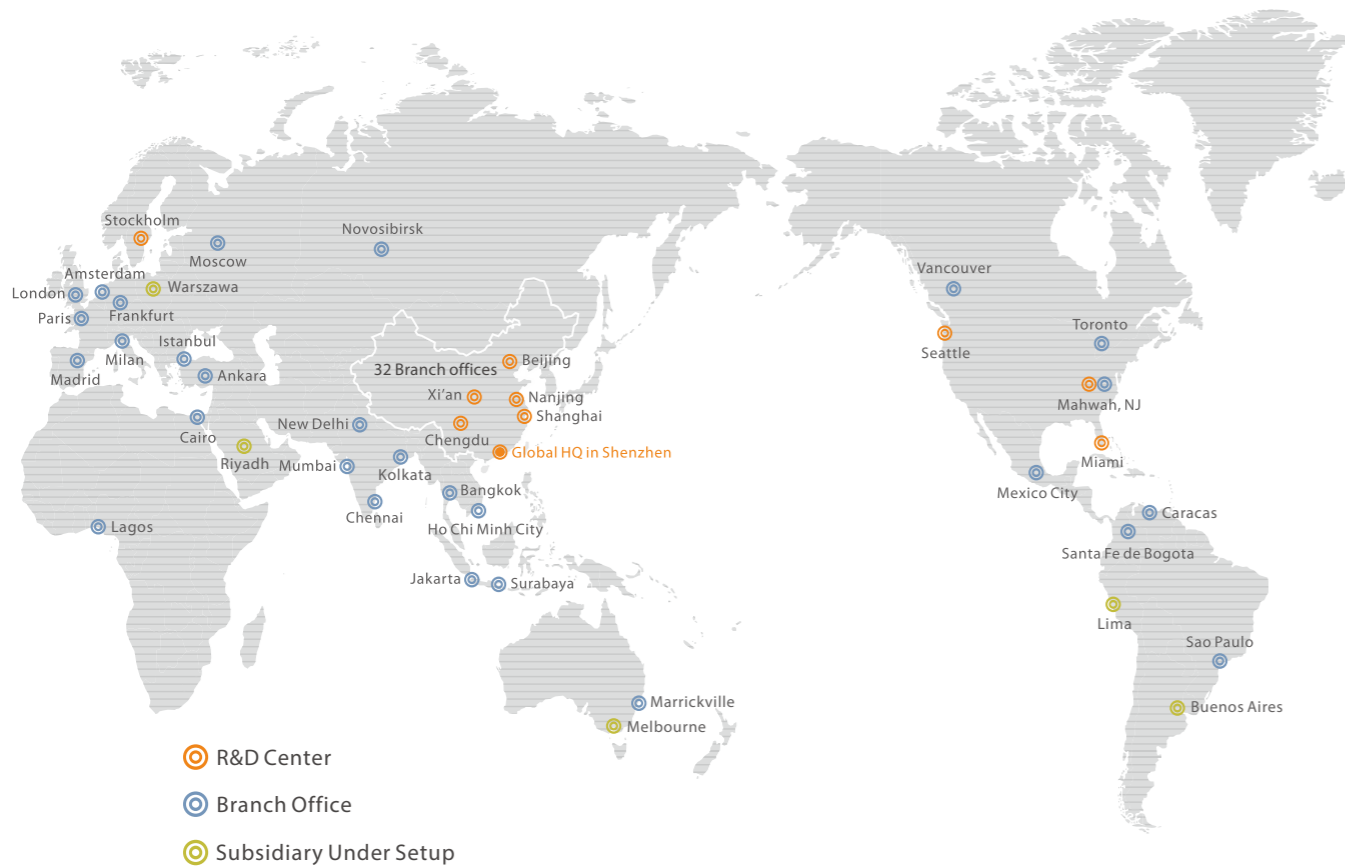 Stockholm
Novosibirsk
Moscow
Amsterdam
Vancouver
London
Warszawa
Frankfurt
Paris
Toronto
Istanbul
Milan
Seattle
Beijing
32 Branch offices
Madrid
Ankara
Xi’an
Nanjing
Mahwah, NJ
Shanghai
New Delhi
Cairo
Chengdu
Global HQ in Shenzhen
Riyadh
Mumbai
Miami
Kolkata
Bangkok
Mexico City
Chennai
Caracas
Ho Chi Minh City
Lagos
Santa Fe de Bogota
Jakarta
Surabaya
Lima
Sao Paulo
Marrickville
Buenos Aires
Melbourne
R&D Center
Branch Office
Subsidiary Under Setup